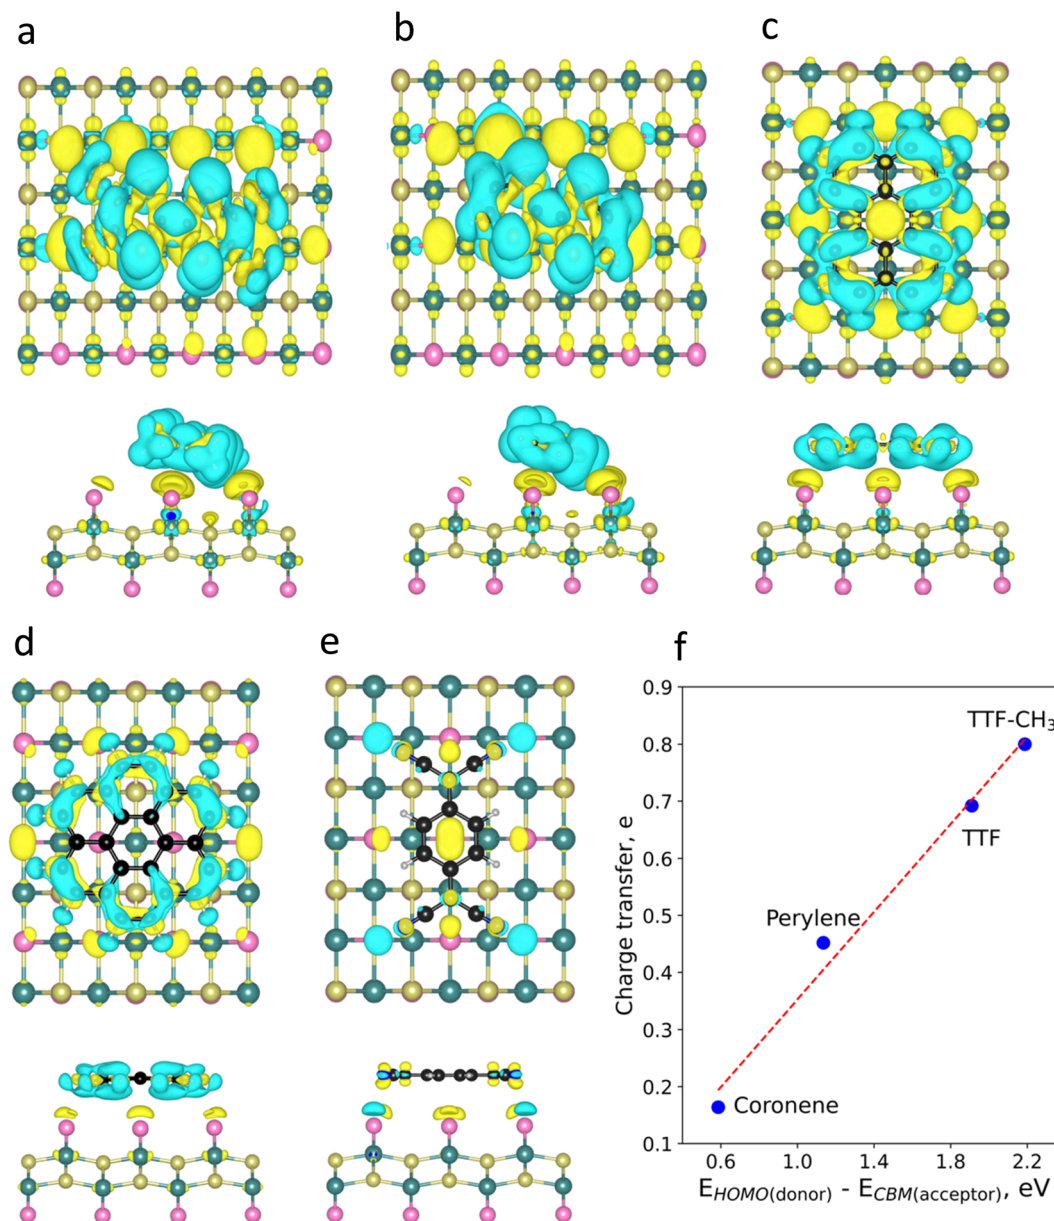 a
b
c
d
e
f
0.9
0.8
0.7
0.6
0.5
0.4
0.3
0.2
0.1
Charge transfer, e
TTF-CH3
TTF
Perylene
Coronene
0.6 1.0 1.4 1.8 2.2
EHOMO(donor) - ECBM(acceptor), eV